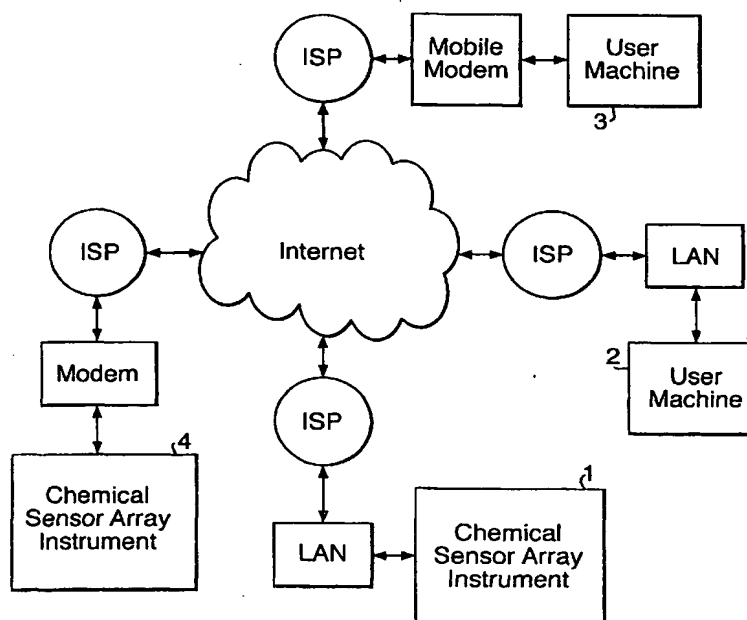 ISP
Mobile
Modem
User
Machine
3
ISP
Internet
ISP
LAN
Modem
2
User
Machine
ISP
4
Chemical
Sensor Array
Instrument
1
LAN
Chemical
Sensor Array
Instrument